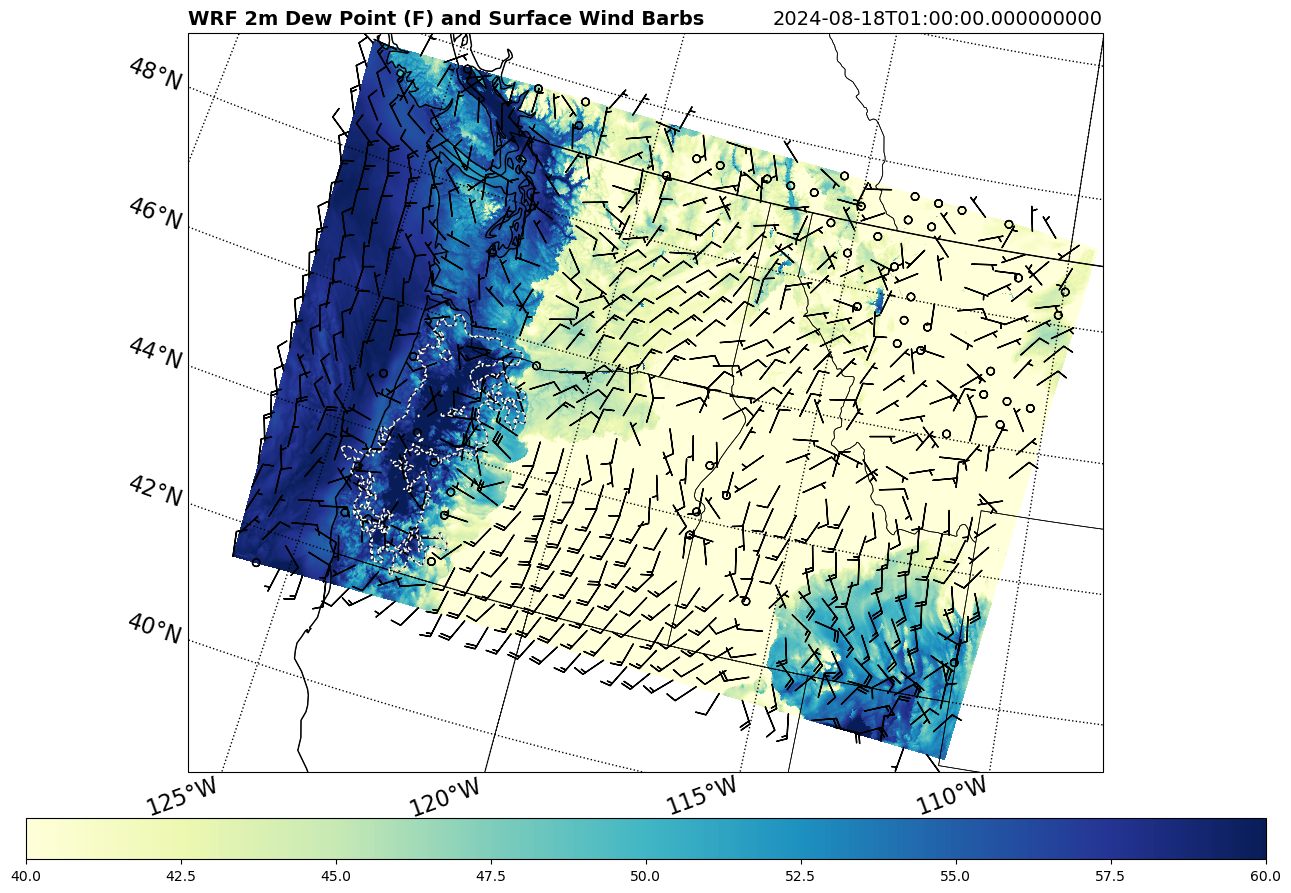 WRF 2m Dew Point (F) and Surface Wind Barbs
2024-08-18T01:00:00.000000000
48°N
46°N
44°N
42°N
40°N
125°W
120°W
115°W
110°W
40.0
42.5
45.0
47.5
50.0
52.5
55.0
57.5
60.0